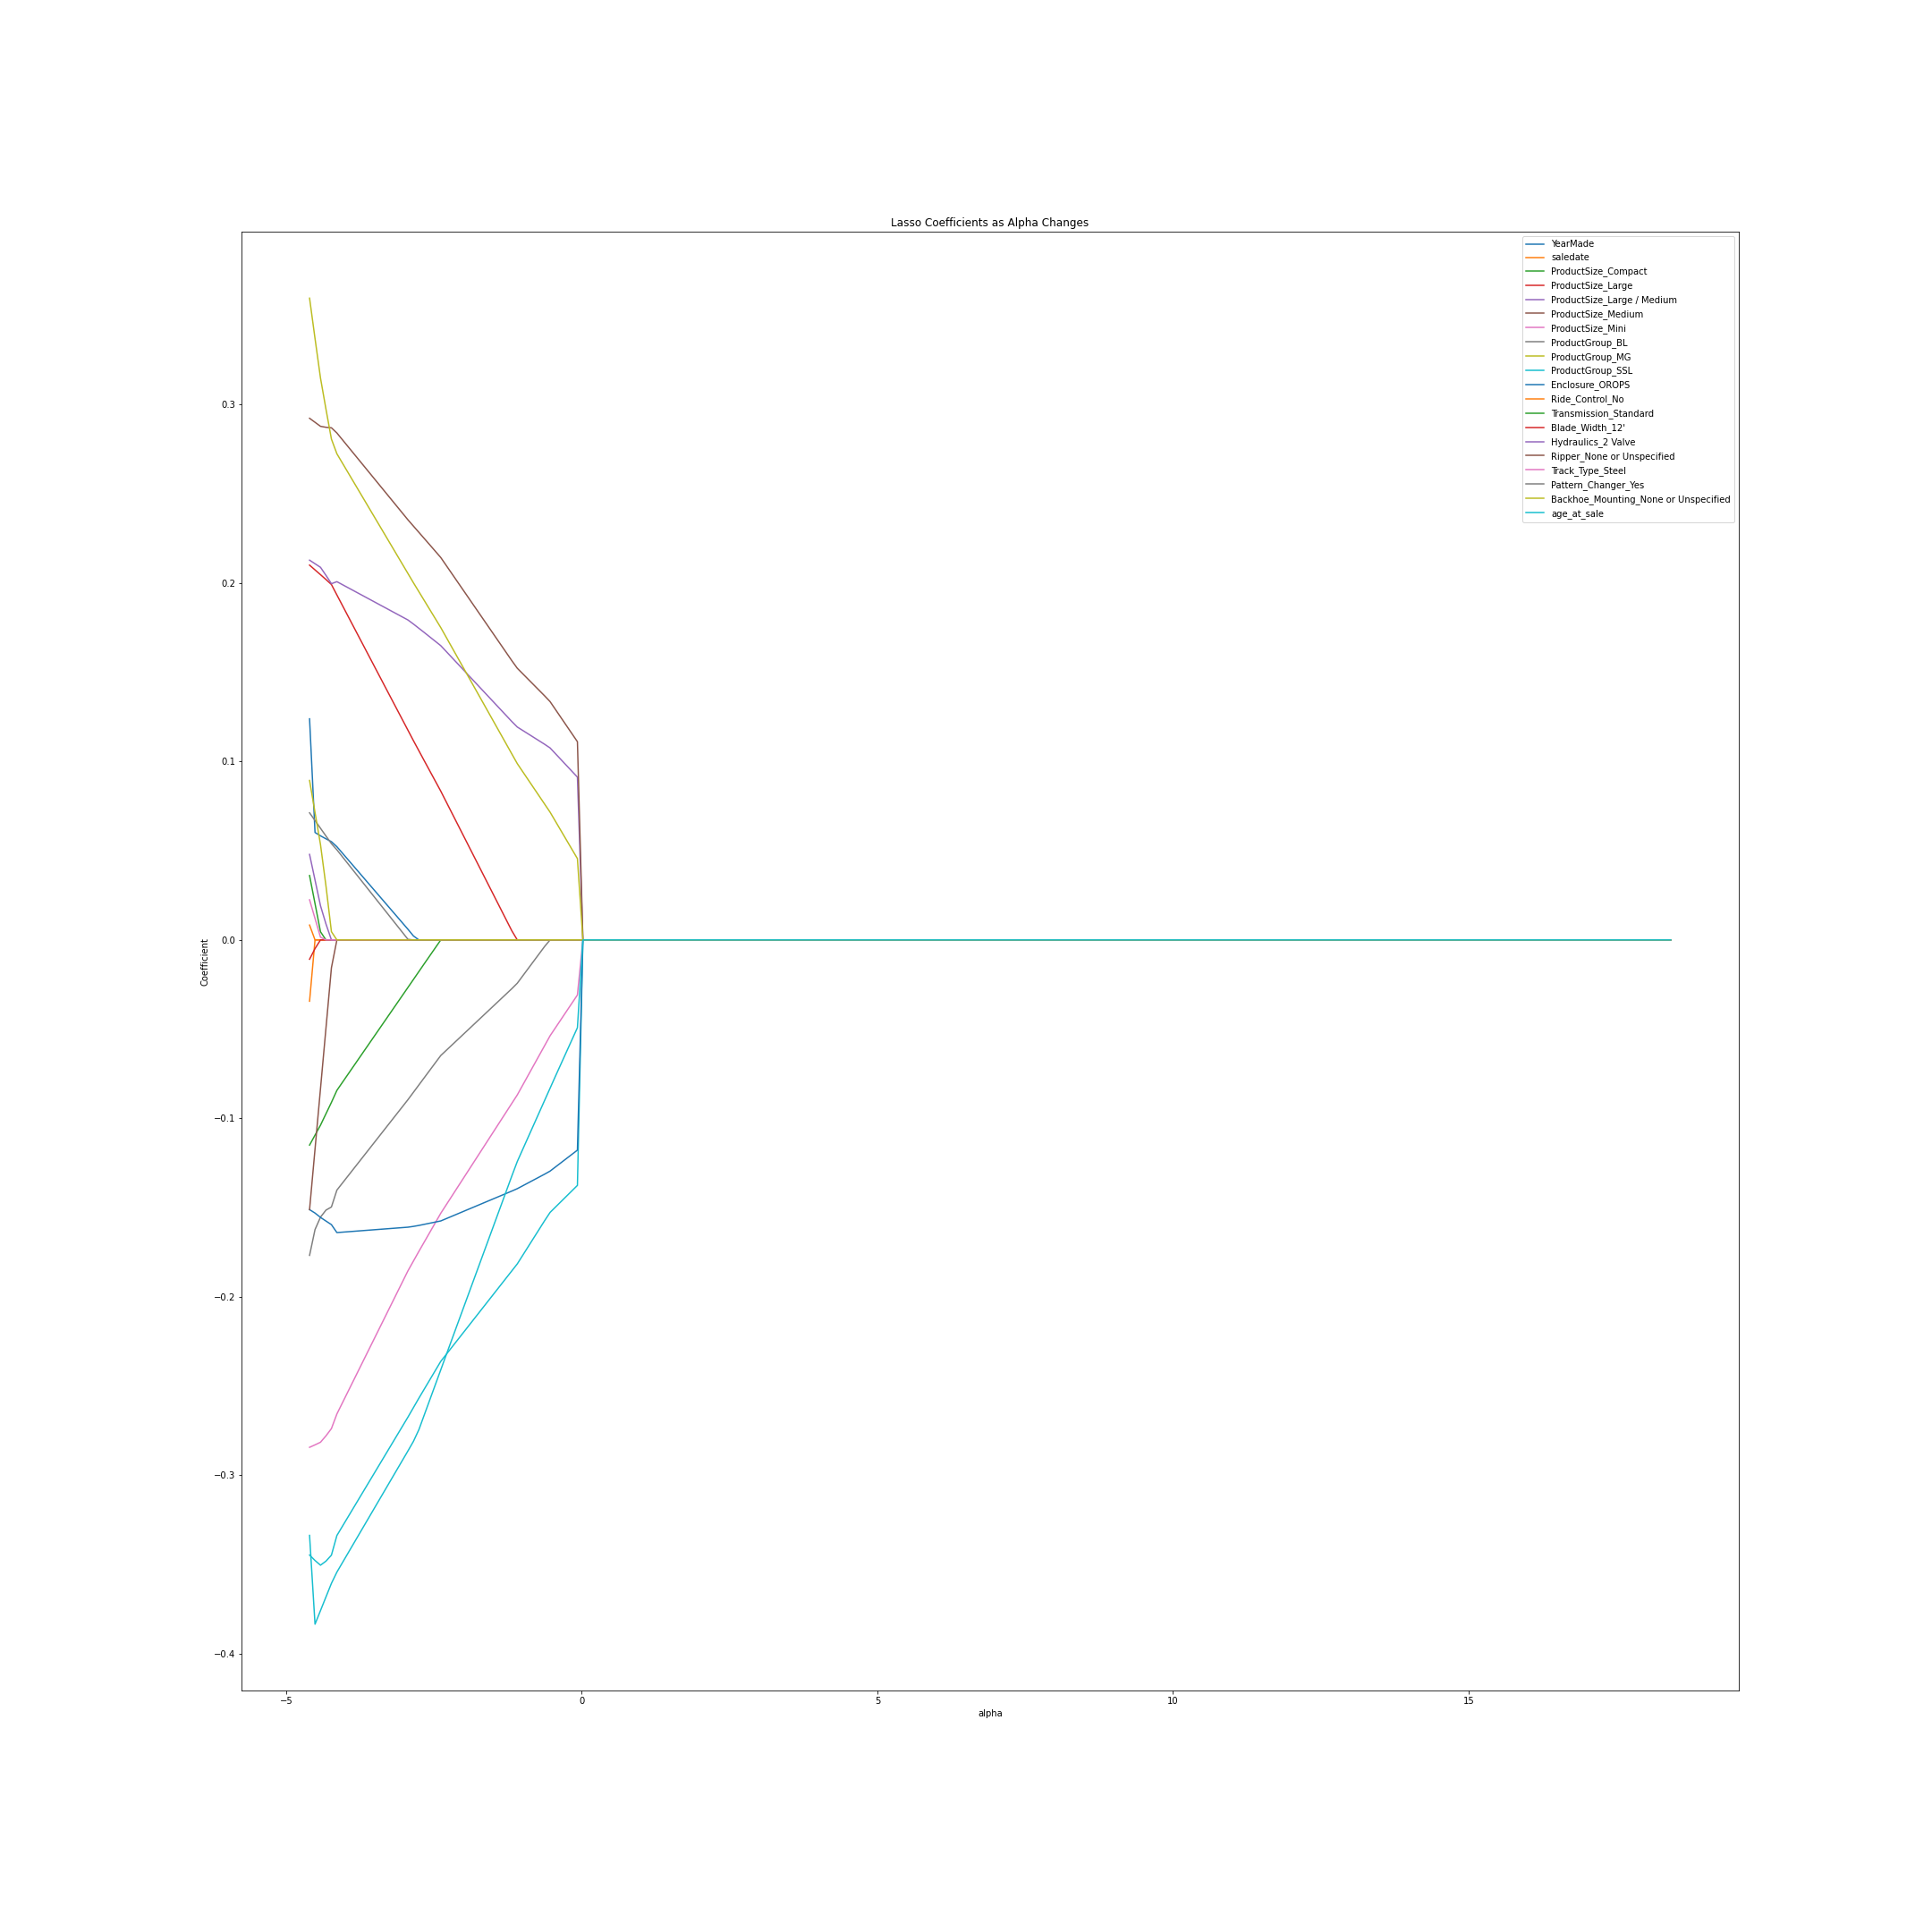 Lasso Coefficients as Alpha Changes
YearMade
saledate
ProductSize_Compact
ProductSize_Large
ProductSize_Large / Medium
ProductSize_Medium
ProductSize_Mini
ProductGroup_BL
ProductGroup_MG
ProductGroup_SSL
Enclosure_OROPS
Ride_Control_No
Transmission_Standard
Blade_Width_12'
Hydraulics_2 Valve
Ripper_None or Unspecified
Track_Type_Steel
Pattern_Changer_Yes
Backhoe_Mounting_None or Unspecified
age_at_sale
Coefficient
0.3
0.2
0.1
0.0
−0.1
−0.2
−0.3
−0.4
−5 0 5 10 15
alpha